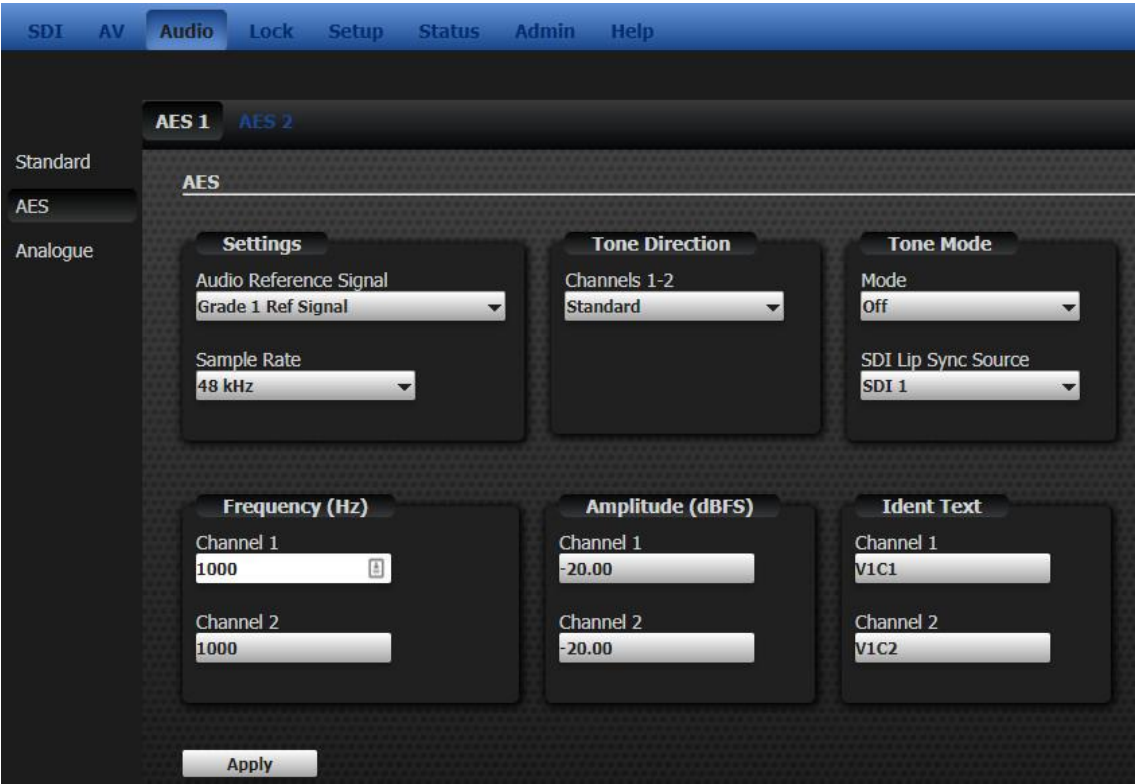 SDI AV Audio Lock Setup Status Admin Help
AES 1 AES 2
Standard
AES
Analogue
AES
Settings
Audio Reference Signal
Grade 1 Ref Signal
Sample Rate
48 kHz
Tone Direction
Channels 1-2
Standard
Tone Mode
Mode
Off
SDI Lip Sync Source
SDI 1
Frequency (Hz)
Channel 1
1000
Channel 2
1000
Amplitude (dBFS)
Channel 1
-20.00
Channel 2
-20.00
Ident Text
Channel 1
V1C1
Channel 2
V1C2
Apply